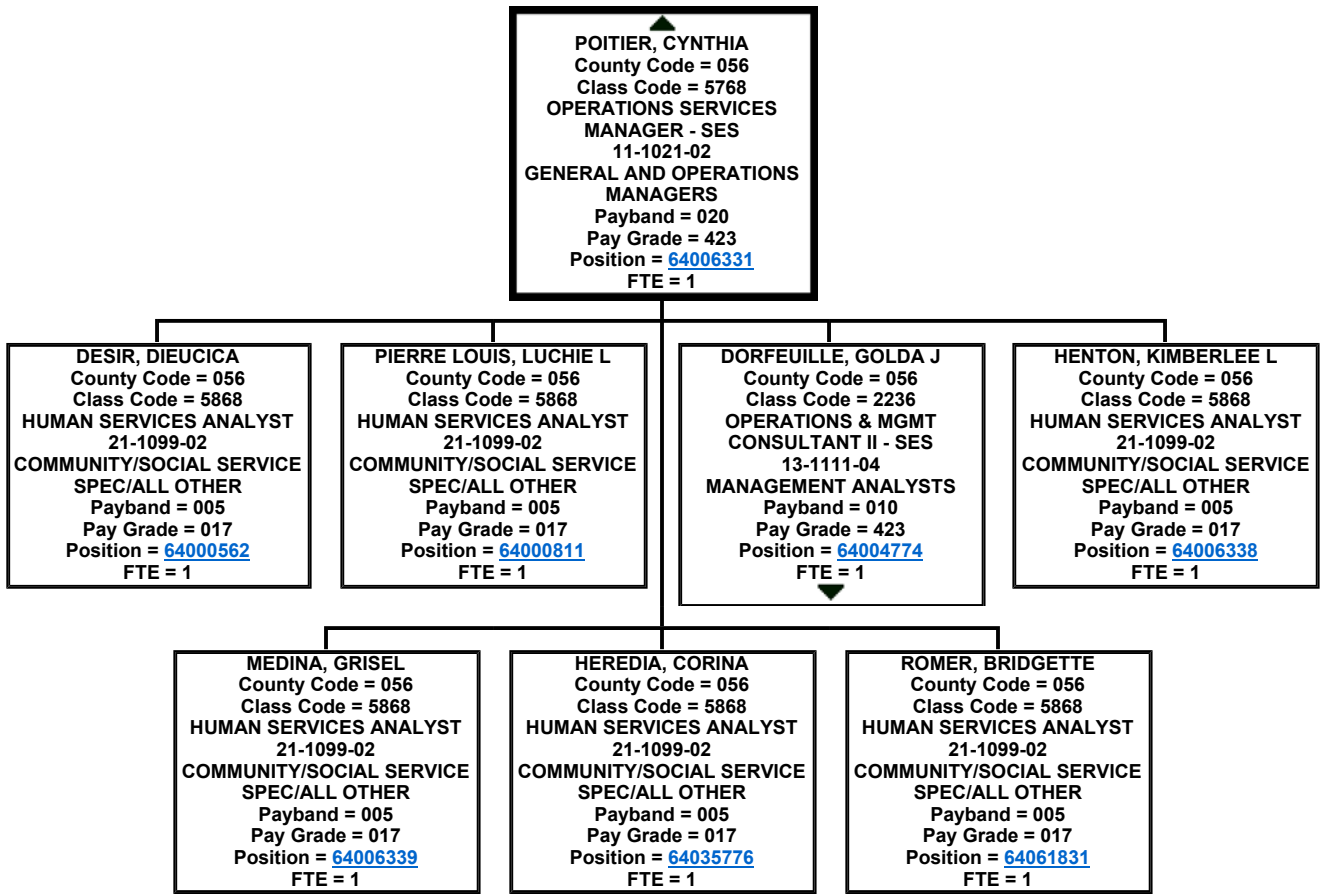 POITIER, CYNTHIA
County Code = 056
Class Code = 5768
OPERATIONS SERVICES
MANAGER - SES
11-1021-02
GENERAL AND OPERATIONS
MANAGERS
Payband = 020
Pay Grade = 423
Position = 64006331
FTE = 1
DESIR, DIEUCICA
County Code = 056
Class Code = 5868
HUMAN SERVICES ANALYST
21-1099-02
COMMUNITY/SOCIAL SERVICE
SPEC/ALL OTHER
Payband = 005
Pay Grade = 017
Position = 64000562
FTE = 1
PIERRE LOUIS, LUCHIE L
County Code = 056
Class Code = 5868
HUMAN SERVICES ANALYST
21-1099-02
COMMUNITY/SOCIAL SERVICE
SPEC/ALL OTHER
Payband = 005
Pay Grade = 017
Position = 64000811
FTE = 1
DORFEUILLE, GOLDA J
County Code = 056
Class Code = 2236
OPERATIONS & MGMT
CONSULTANT II - SES
13-1111-04
MANAGEMENT ANALYSTS
Payband = 010
Pay Grade = 423
Position = 64004774
FTE = 1
HENTON, KIMBERLEE L
County Code = 056
Class Code = 5868
HUMAN SERVICES ANALYST
21-1099-02
COMMUNITY/SOCIAL SERVICE
SPEC/ALL OTHER
Payband = 005
Pay Grade = 017
Position = 64006338
FTE = 1
MEDINA, GRISEL
County Code = 056
Class Code = 5868
HUMAN SERVICES ANALYST
21-1099-02
COMMUNITY/SOCIAL SERVICE
SPEC/ALL OTHER
Payband = 005
Pay Grade = 017
Position = 64006339
FTE = 1
HEREDIA, CORINA
County Code = 056
Class Code = 5868
HUMAN SERVICES ANALYST
21-1099-02
COMMUNITY/SOCIAL SERVICE
SPEC/ALL OTHER
Payband = 005
Pay Grade = 017
Position = 64035776
FTE = 1
ROMER, BRIDGETTE
County Code = 056
Class Code = 5868
HUMAN SERVICES ANALYST
21-1099-02
COMMUNITY/SOCIAL SERVICE
SPEC/ALL OTHER
Payband = 005
Pay Grade = 017
Position = 64061831
FTE = 1